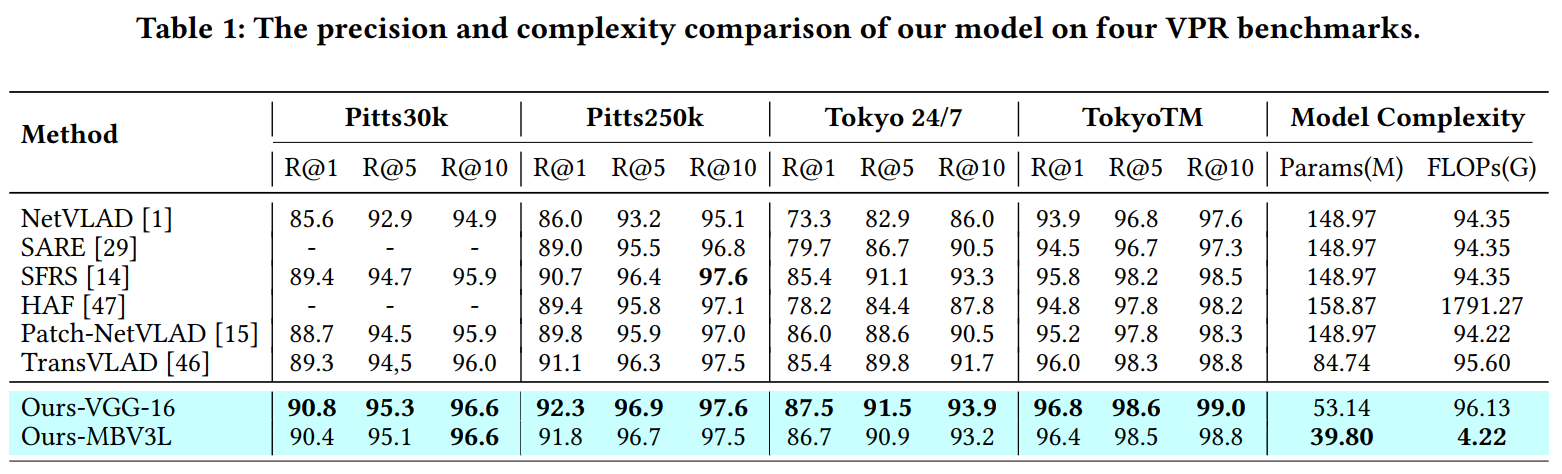 Table 1: The precision and complexity comparison of our model on four VPR benchmarks.
Method Pitts30k Pitts250k Tokyo 24/7 TokyoTM Model Complexity
R@1 R@5 R@10 R@1 R@5 R@10 R@1 R@5 R@10 R@1 R@5 R@10 Params(M) FLOPs(G)
NetVLAD [1] 85.6 92.9 94.9 86.0 93.2 95.1 73.3 82.9 86.0 93.9 96.8 97.6 148.97 94.35
SARE [29] - - - 89.0 95.5 96.8 79.7 86.7 90.5 94.5 96.7 97.3 148.97 94.35
SFRS [14] 89.4 94.7 95.9 90.7 96.4 97.6 85.4 91.1 93.3 95.8 98.2 98.5 148.97 94.35
HAF [47] - - - 89.4 95.8 97.1 78.2 84.4 87.8 94.8 97.8 98.2 158.87 1791.27
Patch-NetVLAD [15] 88.7 94.5 95.9 89.8 95.9 97.0 86.0 88.6 90.5 95.2 97.8 98.3 148.97 94.22
TransVLAD [46] 89.3 94,5 96.0 91.1 96.3 97.5 85.4 89.8 91.7 96.0 98.3 98.8 84.74 95.60
Ours-VGG-16 90.8 95.3 96.6 92.3 96.9 97.6 87.5 91.5 93.9 96.8 98.6 99.0 53.14 96.13
Ours-MBV3L 90.4 95.1 96.6 91.8 96.7 97.5 86.7 90.9 93.2 96.4 98.5 98.8 39.80 4.22